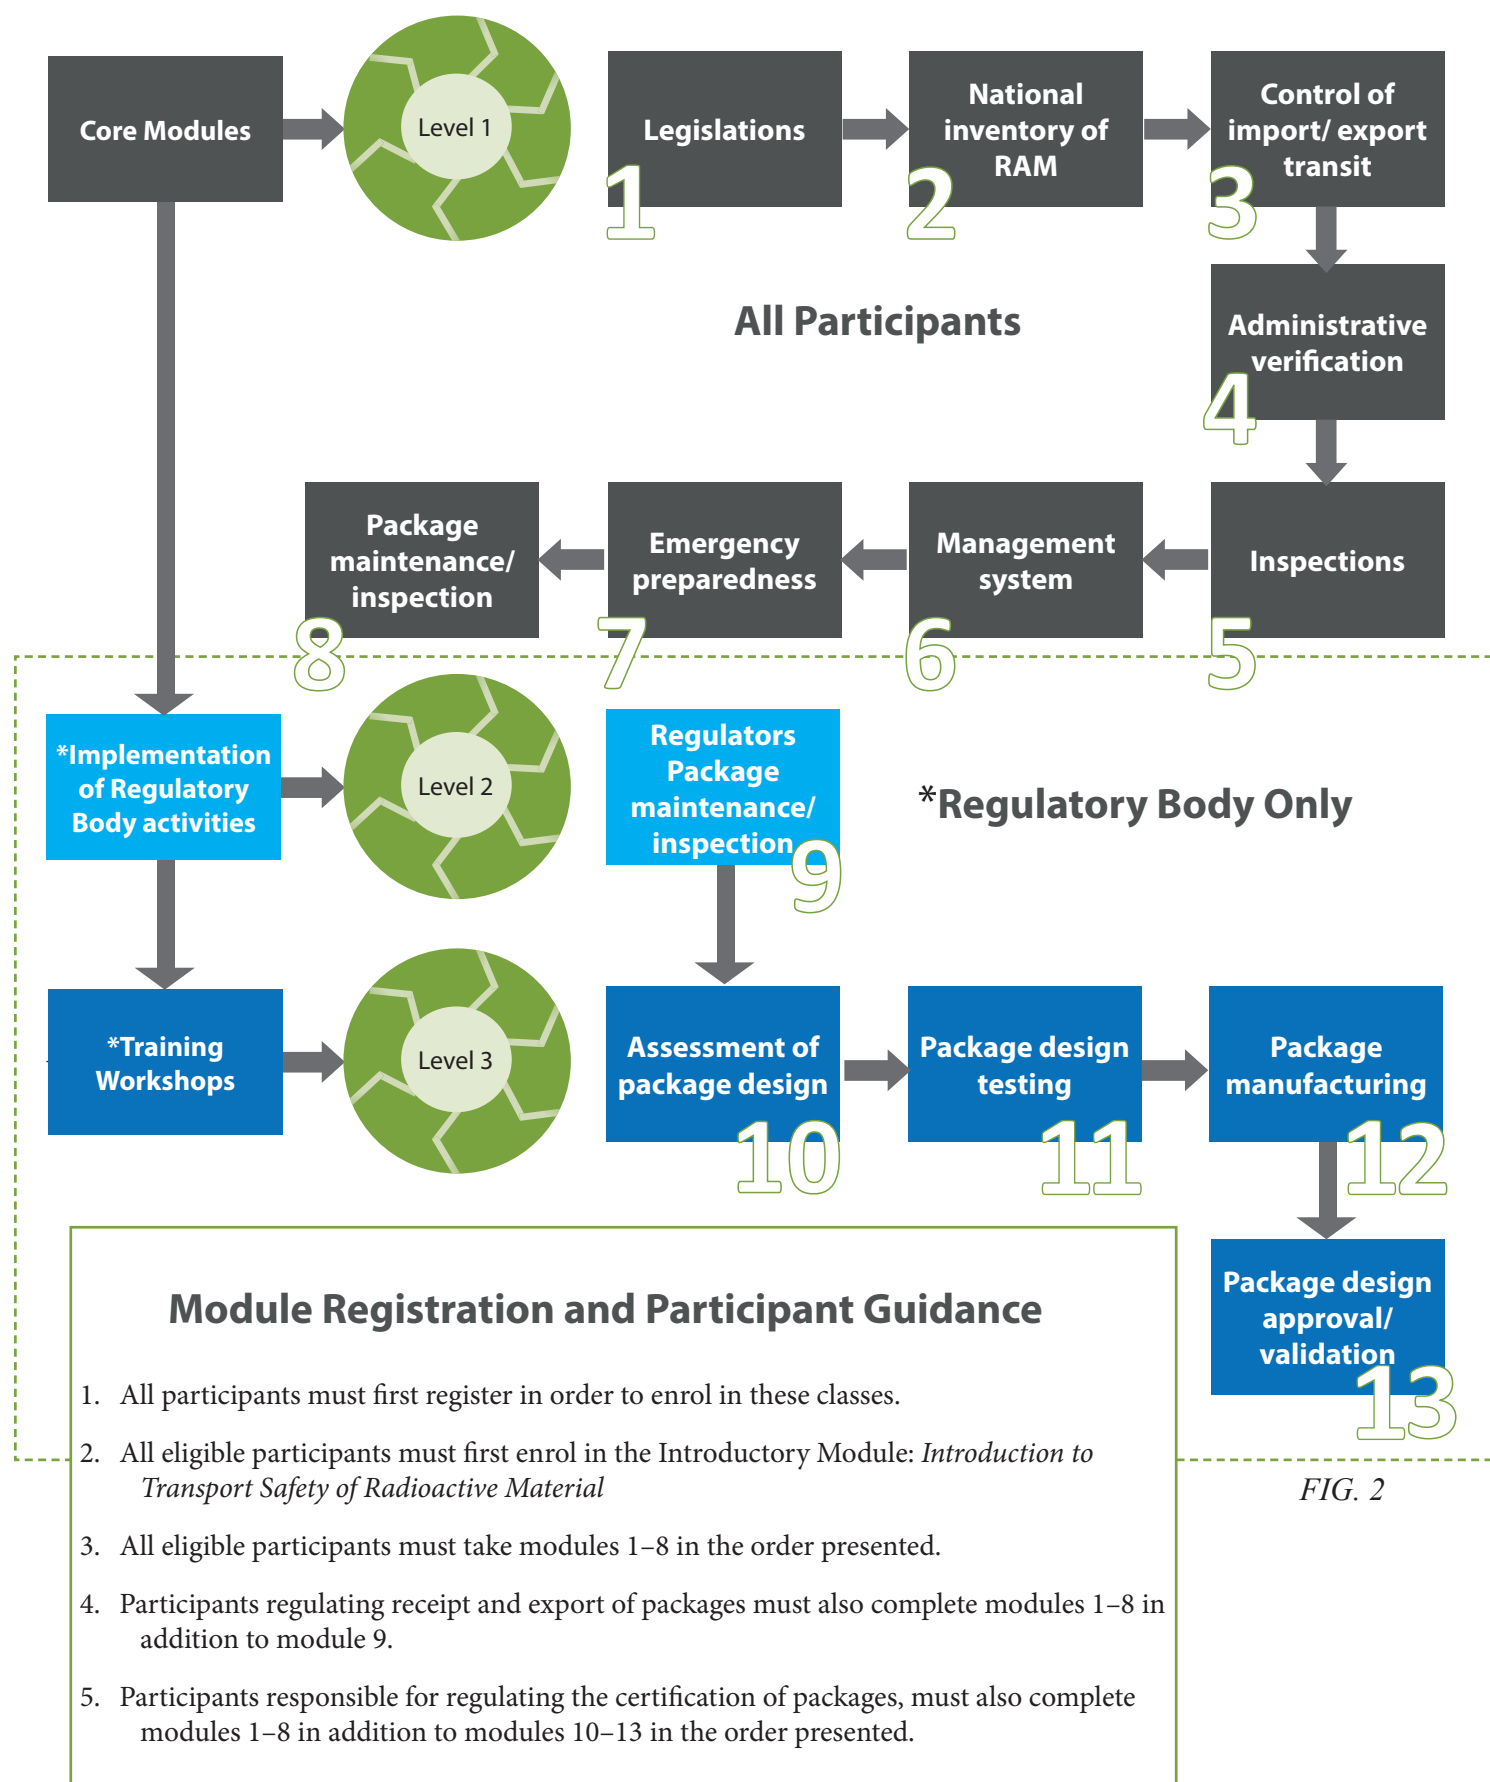 Core Modules
Level 1
Legislations
1
National
inventory of
RAM
2
Control of
import/ export
transit
3
All Participants
Administrative
verification
4
Package
maintenance/
inspection
8
Emergency
preparedness
7
Management
system
6
Inspections
5
*Implementation
of Regulatory
Body activities
Level 2
Regulators
Package
maintenance/
inspection
9
*Regulatory Body Only
*Training
Workshops
Level 3
Assessment of
package design
10
Package design
testing
11
Package
manufacturing
12
Package design
approval/
validation
13
Module Registration and Participant Guidance
1. All participants must first register in order to enrol in these classes.
2. All eligible participants must first enrol in the Introductory Module: Introduction to
Transport Safety of Radioactive Material
3. All eligible participants must take modules 1–8 in the order presented.
4. Participants regulating receipt and export of packages must also complete modules 1–8 in
addition to module 9.
5. Participants responsible for regulating the certification of packages, must also complete
modules 1–8 in addition to modules 10–13 in the order presented.
FIG. 2